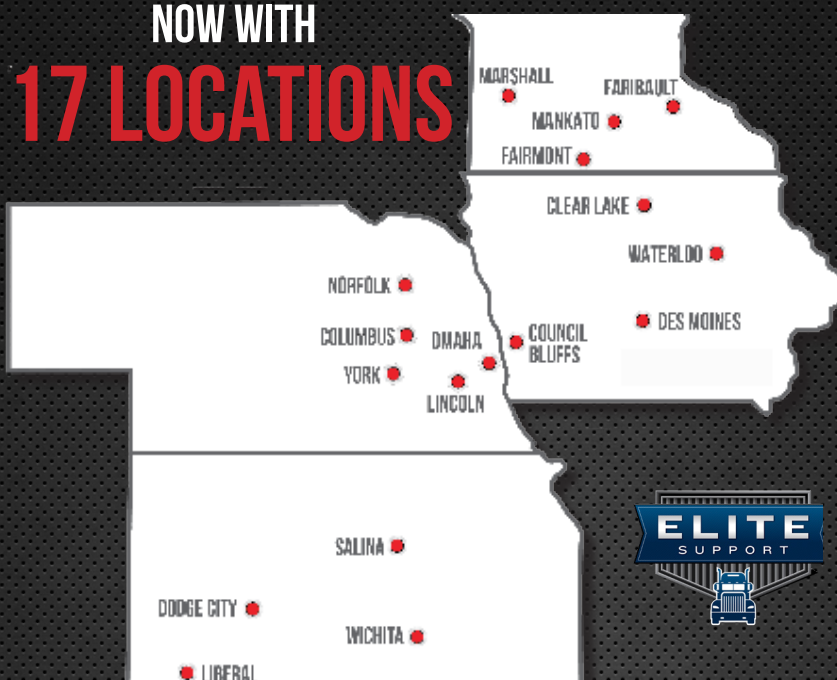 NOW WITH
17 LOCATIONS
MARSHALL
FARIBAULT
MANKATO
FAIRMONT
CLEAR LAKE
WATERLOO
NORFOLK
COLUMBUS
OMAHA
COUNCIL
BLUFFS
DES MOINES
YORK
LINCOLN
SALINA
DODGE CITY
WICHITA
LIBERAL
ELITE
SUPPORT